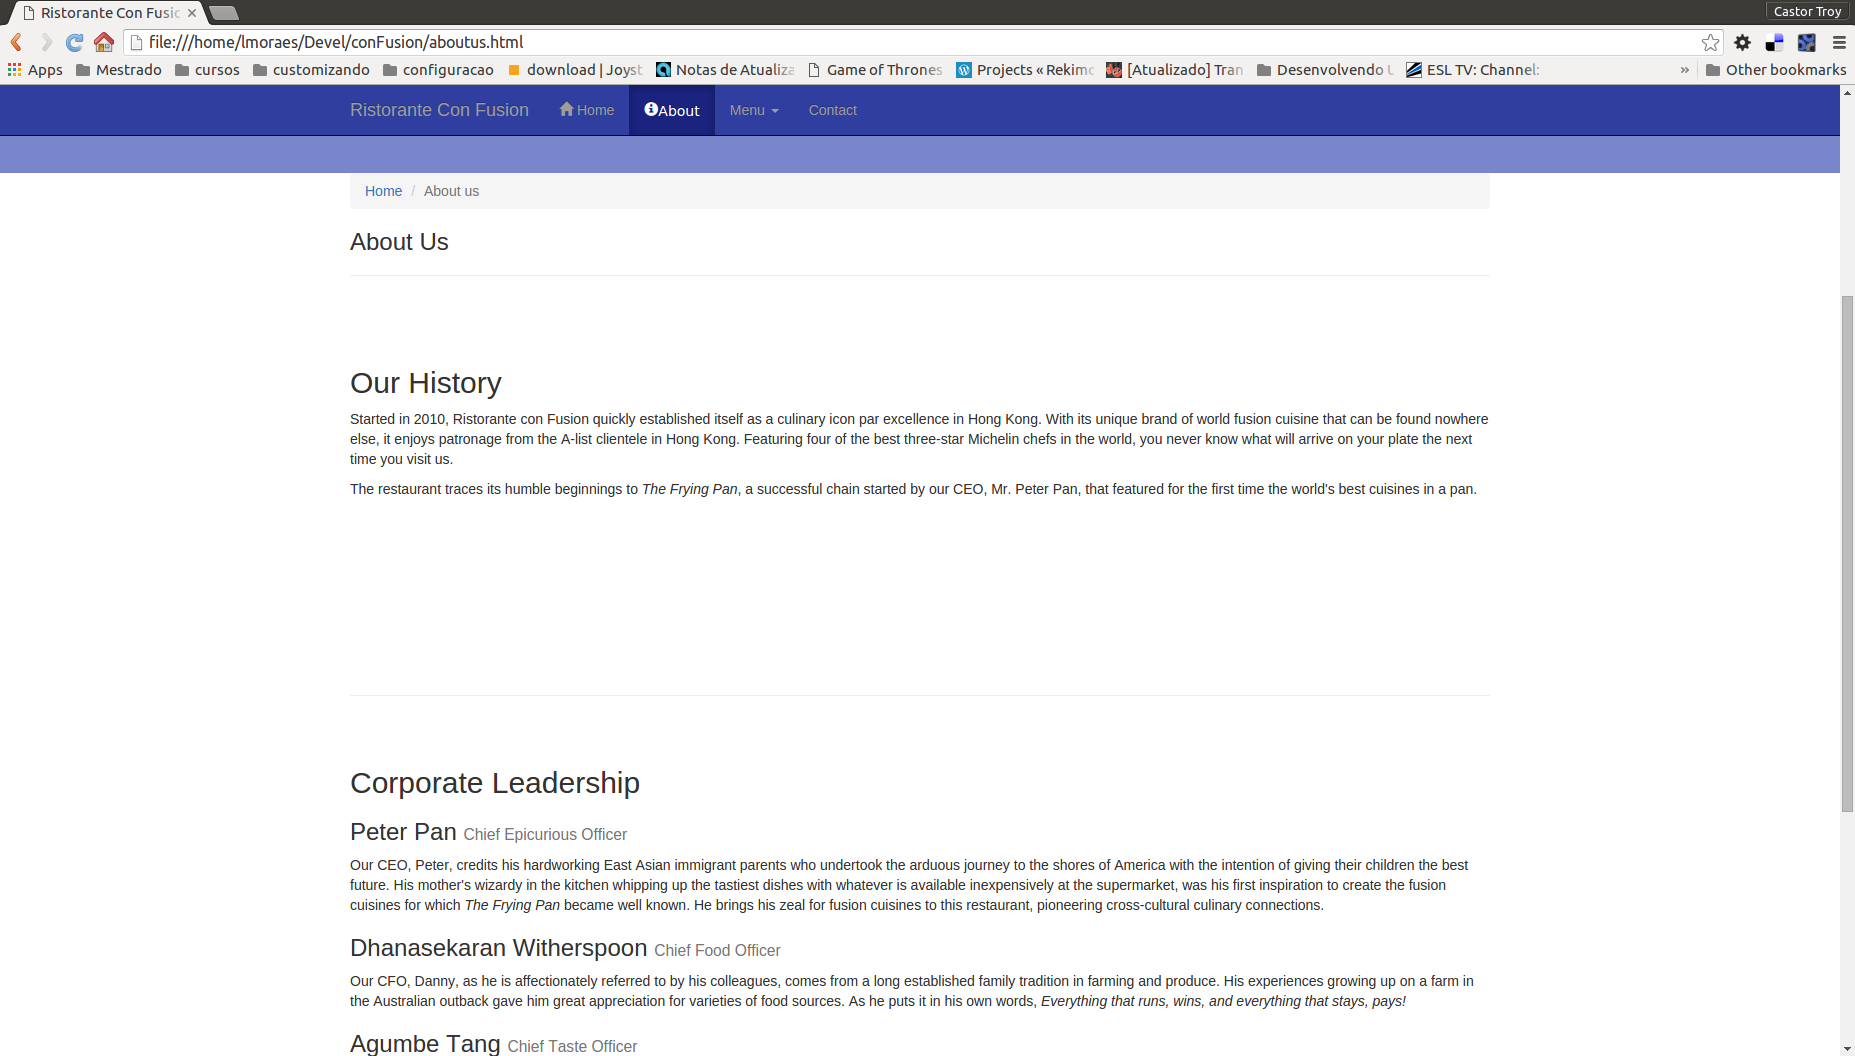 Ristorante Con Fusic
Castor Troy
file:///home/lmoraes/Devel/conFusion/aboutus.html
Apps Mestrado cursos customizando configuracao download | Joyst Notas de Atualiza Game of Thrones Projects « Rekimo [Atualizado] Tran Desenvolvendo ESL TV: Channel: » Other bookmarks
Ristorante Con Fusion Home About Menu Contact
Home / About us
About Us
Our History
Started in 2010, Ristorante con Fusion quickly established itself as a culinary icon par excellence in Hong Kong. With its unique brand of world fusion cuisine that can be found nowhere
else, it enjoys patronage from the A-list clientele in Hong Kong. Featuring four of the best three-star Michelin chefs in the world, you never know what will arrive on your plate the next
time you visit us.
The restaurant traces its humble beginnings to The Frying Pan, a successful chain started by our CEO, Mr. Peter Pan, that featured for the first time the world's best cuisines in a pan.
Corporate Leadership
Peter Pan Chief Epicurious Officer
Our CEO, Peter, credits his hardworking East Asian immigrant parents who undertook the arduous journey to the shores of America with the intention of giving their children the best
future. His mother's wizardy in the kitchen whipping up the tastiest dishes with whatever is available inexpensively at the supermarket, was his first inspiration to create the fusion
cuisines for which The Frying Pan became well known. He brings his zeal for fusion cuisines to this restaurant, pioneering cross-cultural culinary connections.
Dhanasekaran Witherspoon Chief Food Officer
Our CFO, Danny, as he is affectionately referred to by his colleagues, comes from a long established family tradition in farming and produce. His experiences growing up on a farm in
the Australian outback gave him great appreciation for varieties of food sources. As he puts it in his own words, Everything that runs, wins, and everything that stays, pays!
Agumbe Tang Chief Taste Officer